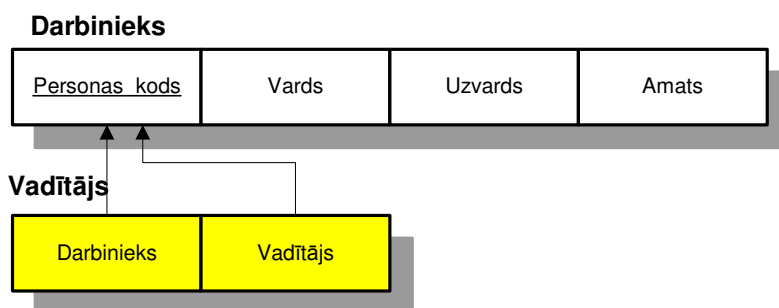 Darbinieks
Personas kods Vards Uzvards Amats
Vadītājs
Darbinieks Vadītājs